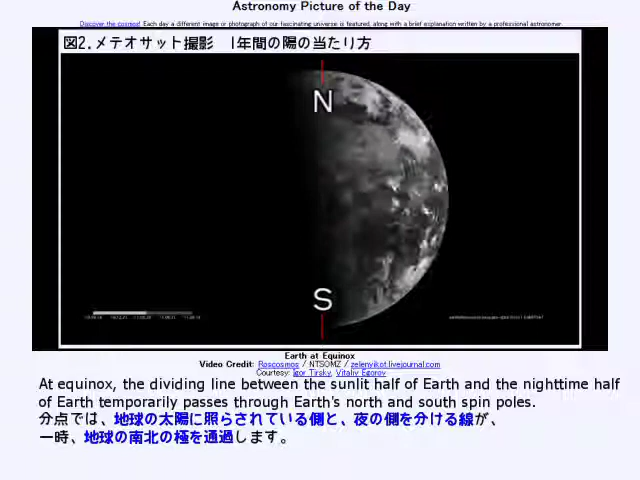 Astronomy Picture of the Day
Discover the cosmos! Each day a different image or photograph of our fascinating universe is featured, along with a brief explanation written by a professional astronomer.
図2.メテオサット撮影 1年間の陽の当たり方
N
S
Earth at Equinox
Video Credit: Roscosmos / NTSOMZ / zelenyikot.livejournal.com
Courtesy: Igor Tirsky, Vitaliy Egorov
At equinox, the dividing line between the sunlit half of Earth and the nighttime half
of Earth temporarily passes through Earth's north and south spin poles.
分点では、地球の太陽に照らされている側と、夜の側を分ける線が、
一時、地球の南北の極を通過します。